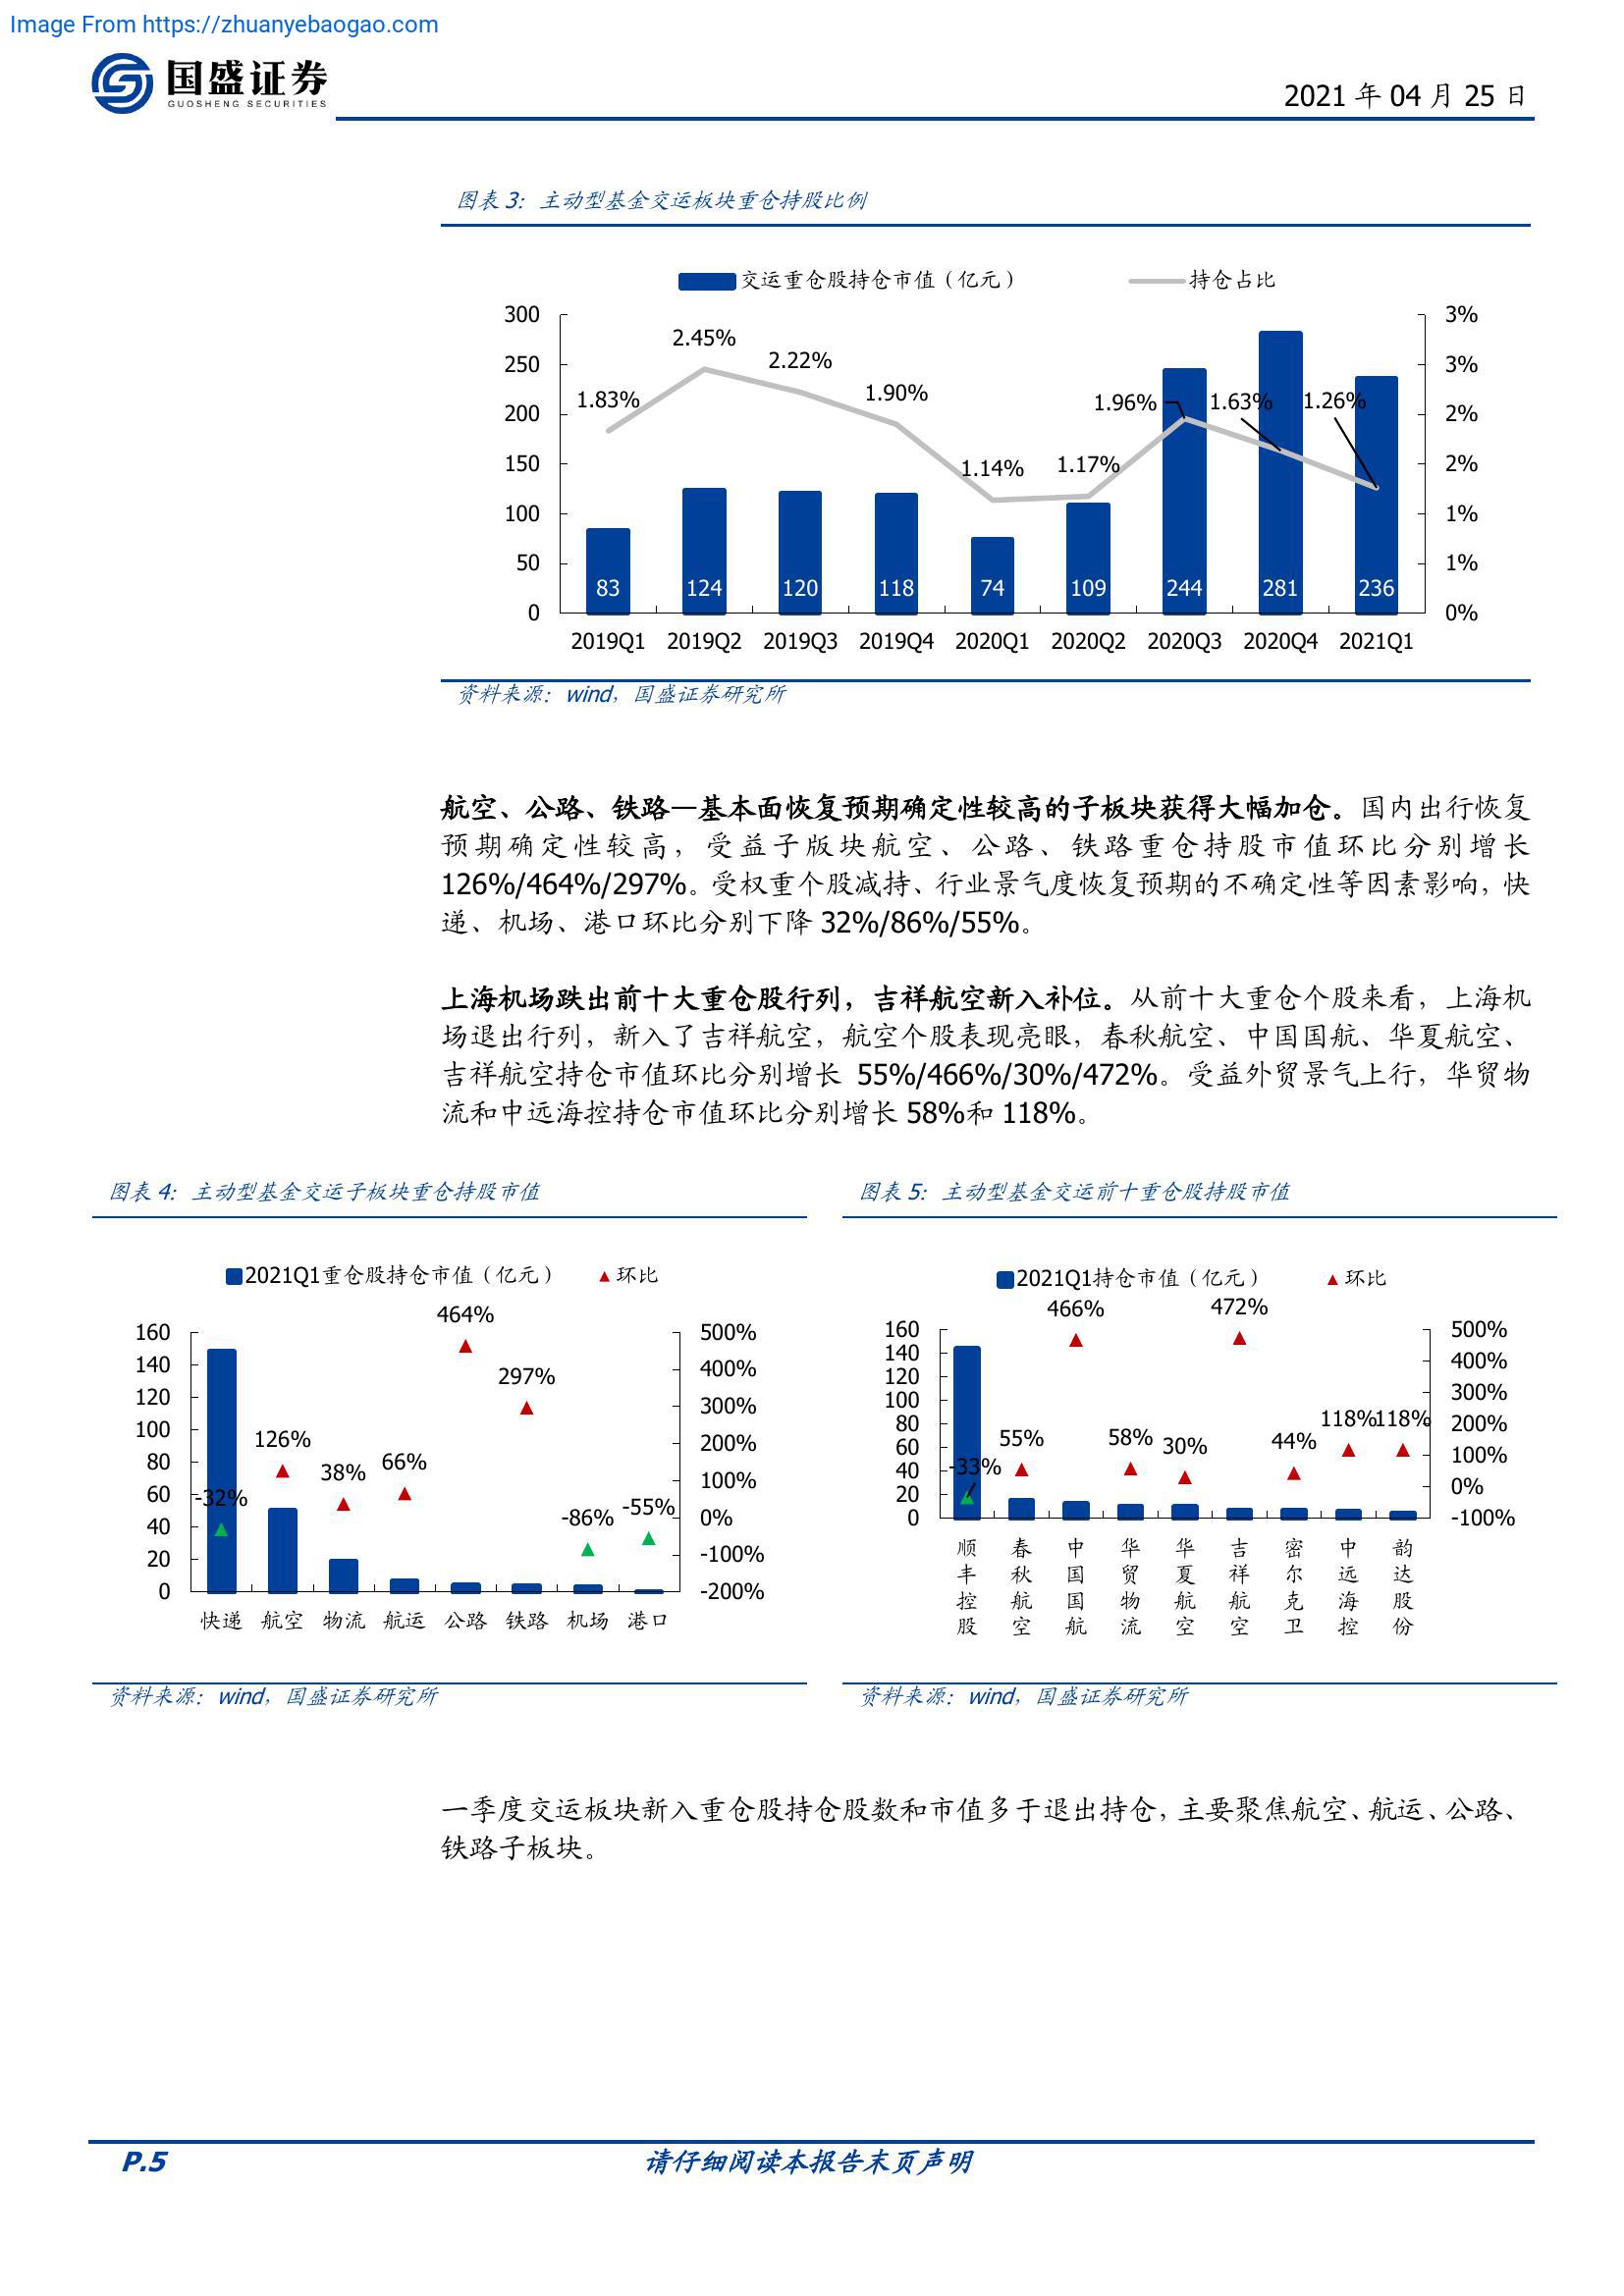 Image From https://zhuanyebaogao.com
国盛证券
GUOSHENG SECURITIES
2021 年 04 月 25 日
图表 3：主动型基金交运板块重仓持股比例
交运重仓股持仓市值（亿元） 持仓占比
300 3%
250 3%
200 2%
150 2%
100 1%
50 1%
0 0%
1.83% 2.45% 2.22% 1.90% 1.14% 1.17% 1.96% 1.63% 1.26%
83 124 120 118 74 109 244 281 236
2019Q1 2019Q2 2019Q3 2019Q4 2020Q1 2020Q2 2020Q3 2020Q4 2021Q1
资料来源：wind，国盛证券研究所
航空、公路、铁路—基本面恢复预期确定性较高的子板块获得大幅加仓。国内出行恢复
预期确定性较高，受益子版块航空、公路、铁路重仓持股市值环比分别增长
126%/464%/297%。受权重个股减持、行业景气度恢复预期的不确定性等因素影响，快
递、机场、港口环比分别下降 32%/86%/55%。
上海机场跌出前十大重仓股行列，吉祥航空新入补位。从前十大重仓个股来看，上海机
场退出行列，新入了吉祥航空，航空个股表现亮眼，春秋航空、中国国航、华夏航空、
吉祥航空持仓市值环比分别增长 55%/466%/30%/472%。受益外贸景气上行，华贸物
流和中远海控持仓市值环比分别增长 58%和 118%。
图表 4：主动型基金交运子板块重仓持股市值
2021Q1重仓股持仓市值（亿元） 环比
160 140 120 100 80 60 40 20 0
500% 400% 300% 200% 100% 0% -100% -200%
-32% 126% 38% 66% 464% 297% -86% -55%
快递 航空 物流 航运 公路 铁路 机场 港口
资料来源：wind，国盛证券研究所
图表 5：主动型基金交运前十重仓股持股市值
2021Q1持仓市值（亿元） 环比
160 140 120 100 80 60 40 20 0
500% 400% 300% 200% 100% 0% -100%
-33% 55% 466% 58% 30% 472% 44% 118% 118%
顺丰控股 春秋航空 中国国航 华贸物流 华夏航空 吉祥航空 密尔克卫 中远海控 韵达股份
资料来源：wind，国盛证券研究所
一季度交运板块新入重仓股持仓股数和市值多于退出持仓，主要聚焦航空、航运、公路、
铁路子板块。
P.5 请仔细阅读本报告末页声明